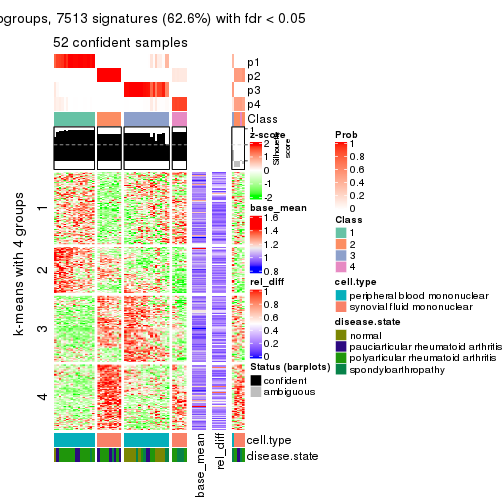 ogroups, 7513 signatures (62.6%) with fdr < 0.05
52 confident samples
p1
p2
p3
p4
Class
1
Silhouette
score
z-score
2
1
0
-1
-2
base_mean
1.6
1.4
1.2
1
0.8
rel_diff
1
0.8
0.6
0.4
0.2
0
Status (barplots)
confident
ambiguous
Prob
1
0.8
0.6
0.4
0.2
0
Class
1
2
3
4
cell.type
peripheral blood mononuclear
synovial fluid mononuclear
disease.state
normal
pauciarticular rheumatoid arthritis
polyarticular rheumatoid arthritis
spondyloarthropathy
k-means with 4 groups
1
2
3
4
cell.type
disease.state
base_mean
rel_diff